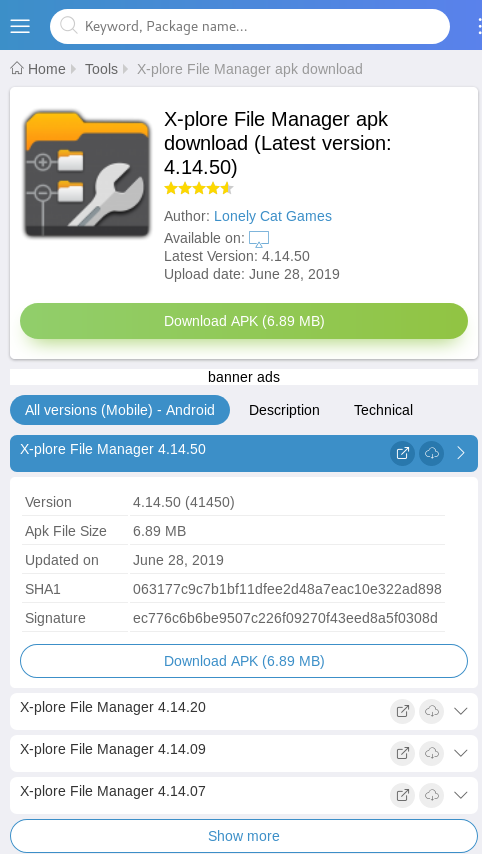 Keyword, Package name...
Home Tools X-plore File Manager apk download
X-plore File Manager apk
download (Latest version:
4.14.50)
Author: Lonely Cat Games
Available on:
Latest Version: 4.14.50
Upload date: June 28, 2019
Download APK (6.89 MB)
banner ads
All versions (Mobile) - Android Description Technical
X-plore File Manager 4.14.50
Version 4.14.50 (41450)
Apk File Size 6.89 MB
Updated on June 28, 2019
SHA1 063177c9c7b1bf11dfee2d48a7eac10e322ad898
Signature ec776c6b6be9507c226f09270f43eed8a5f0308d
Download APK (6.89 MB)
X-plore File Manager 4.14.20
X-plore File Manager 4.14.09
X-plore File Manager 4.14.07
Show more